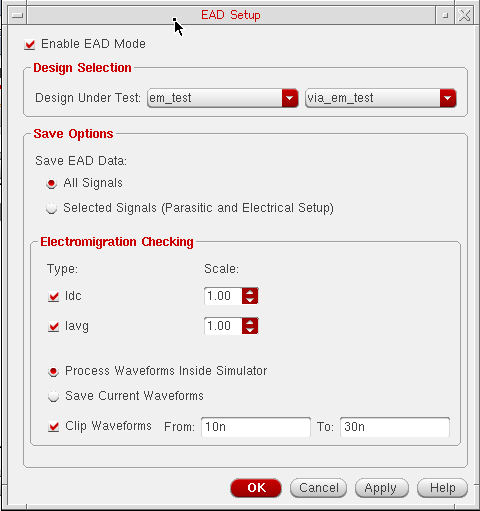 EAD Setup
Enable EAD Mode
Design Selection
Design Under Test: em_test via_em_test
Save Options
Save EAD Data:
All Signals
Selected Signals (Parasitic and Electrical Setup)
Electromigration Checking
Type: Scale:
Idc 1.00
Iavg 1.00
Process Waveforms Inside Simulator
Save Current Waveforms
Clip Waveforms From: 10n To: 30n
OK Cancel Apply Help